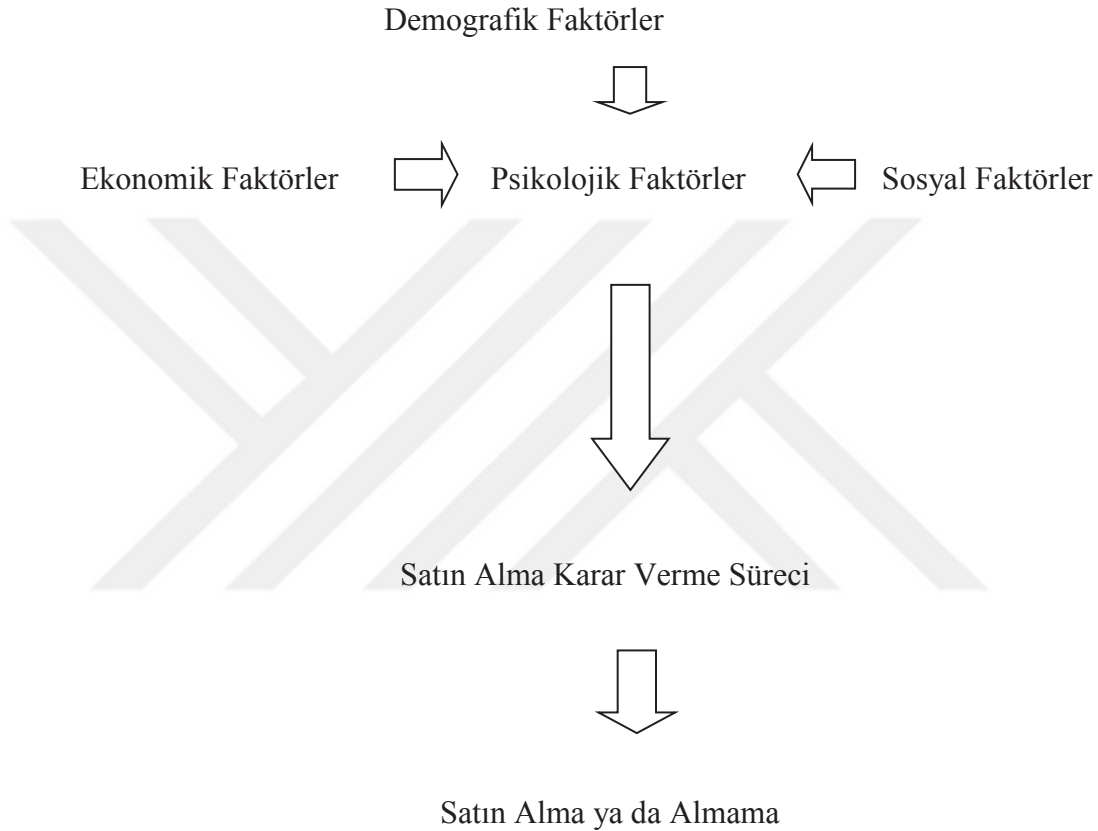 Demografik Faktörler
Ekonomik Faktörler Psikolojik Faktörler Sosyal Faktörler
Satın Alma Karar Verme Süreci
Satın Alma ya da Almama